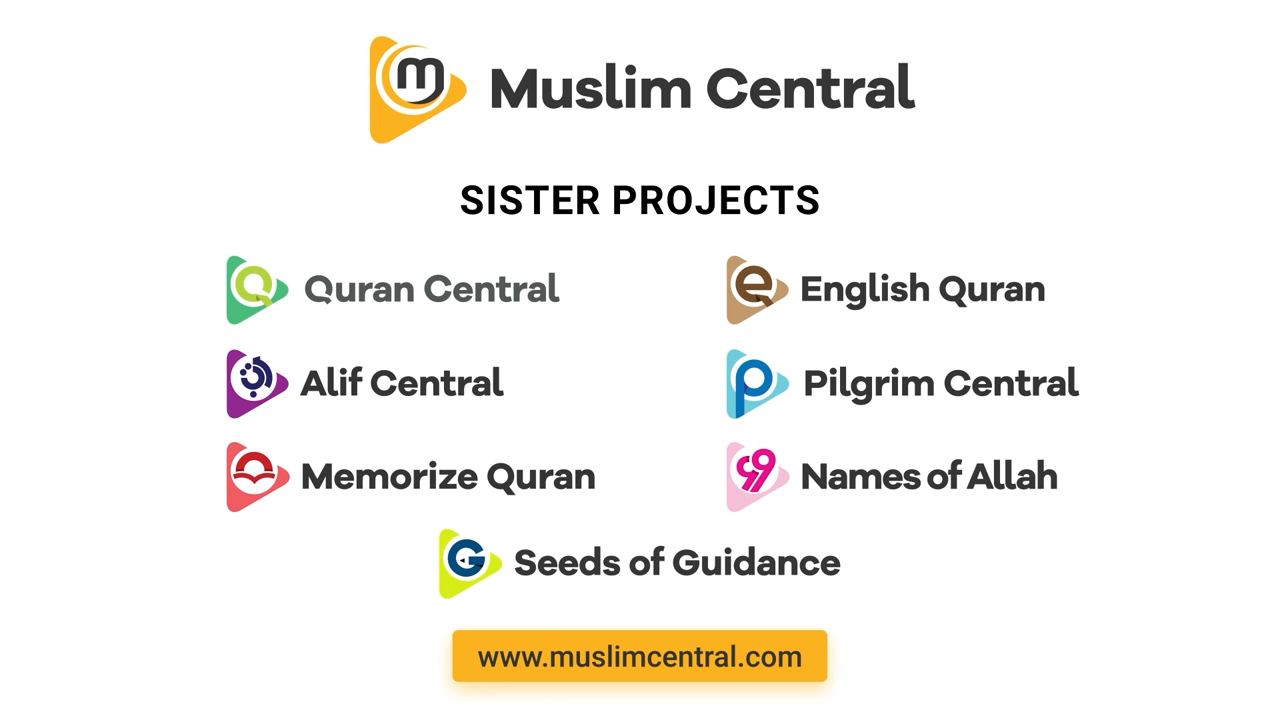 m Muslim Central
SISTER PROJECTS
Quran Central
English Quran
Alif Central
Pilgrim Central
Memorize Quran
99 Names of Allah
Seeds of Guidance
www.muslimcentral.com